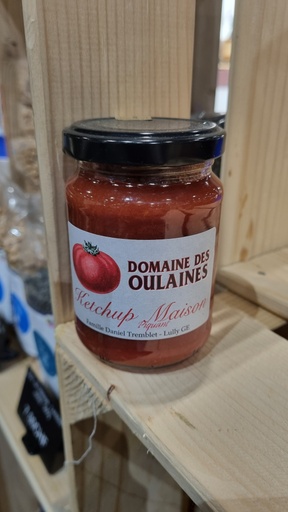 DOMAINE DES
OULAINES
Ketchup Maison
Piquant
Famille Daniel Tremblet - Lully GE